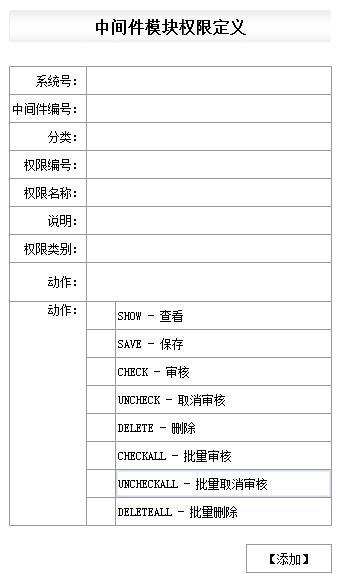 中间件模块权限定义
系统号:
中间件编号:
分类:
权限编号:
权限名称:
说明:
权限类别:
动作:
动作:
SHOW - 查看
SAVE - 保存
CHECK - 审核
UNCHECK - 取消审核
DELETE - 删除
CHECKALL - 批量审核
UNCHECKALL - 批量取消审核
DELETEALL - 批量删除
【添加】